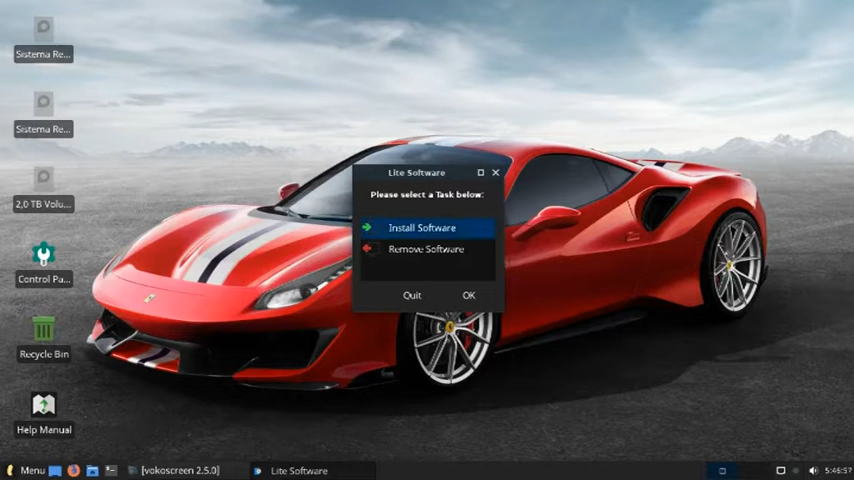 Sistema Re...
Sistema Re...
2,0 TB Volu...
Control Pa...
Recycle Bin
Help Manual
Lite Software
Please select a Task below:
Install Software
Remove Software
Quit
OK
Menu
[vokoscreen 2.5.0]
Lite Software
5:46:57